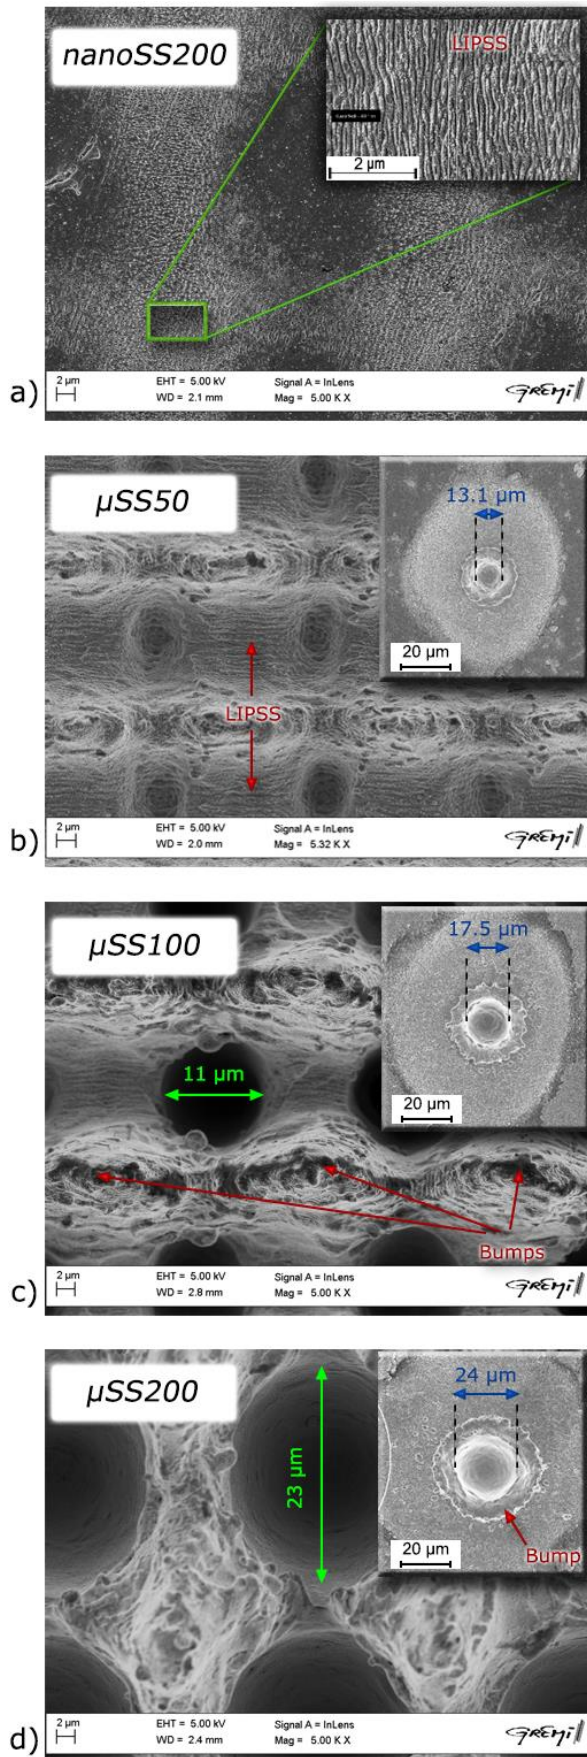 nanoSS200
LIPSS
2 µm
a)
2 µm
EHT = 5.00 kV
Signal A = InLens
WD = 2.1 mm
Mag = 5.00 K X
GREMI
µSS50
13.1 µm
20 µm
LIPSS
b)
2 µm
EHT = 5.00 kV
Signal A = InLens
WD = 2.0 mm
Mag = 5.32 K X
GREMI
µSS100
17.5 µm
11 µm
20 µm
Bumps
c)
2 µm
EHT = 5.00 kV
Signal A = InLens
WD = 2.8 mm
Mag = 5.00 K X
GREMI
µSS200
24 µm
23 µm
20 µm
Bump
d)
2 µm
EHT = 5.00 kV
Signal A = InLens
WD = 2.4 mm
Mag = 5.00 K X
GREMI